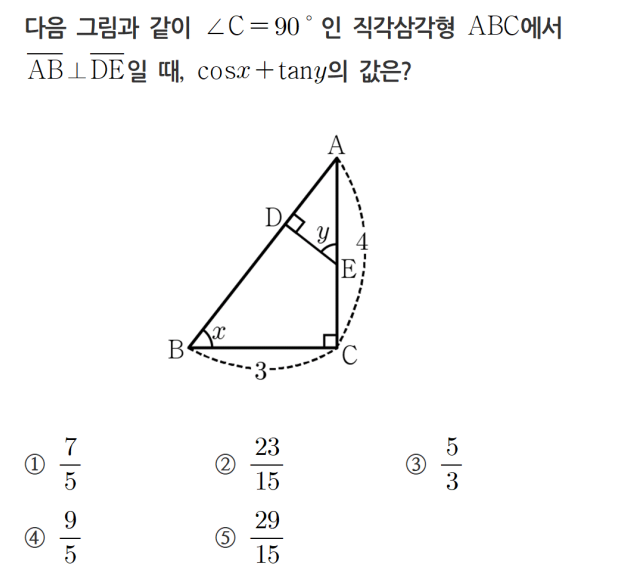 다음 그림과 같이 ∠C=90°인 직각삼각형 ABC에서
AB⊥DE일 때, cosx+tany의 값은?
A
D
y
4
E
x
B
C
3
① 7/5 ② 23/15 ③ 5/3
④ 9/5 ⑤ 29/15